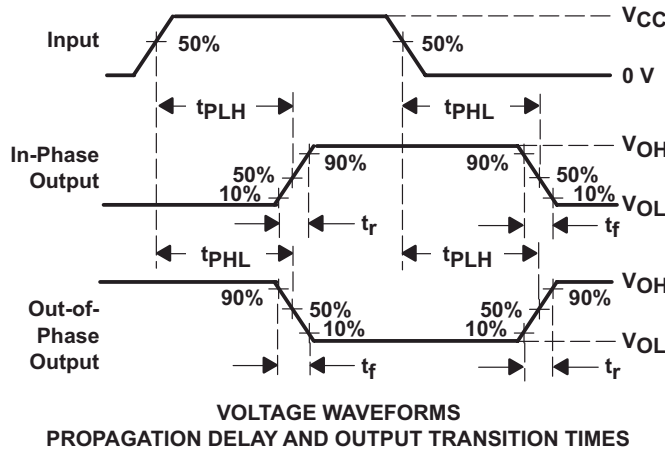 VCC
Input
50%
50%
0 V
tPLH
tPHL
In-Phase
Output
VOH
90%
90%
50%
50%
10%
10%
VOL
tr
tf
tPHL
tPLH
VOH
90%
90%
Out-of-
Phase
Output
50%
50%
10%
10%
VOL
tf
tr
VOLTAGE WAVEFORMS
PROPAGATION DELAY AND OUTPUT TRANSITION TIMES